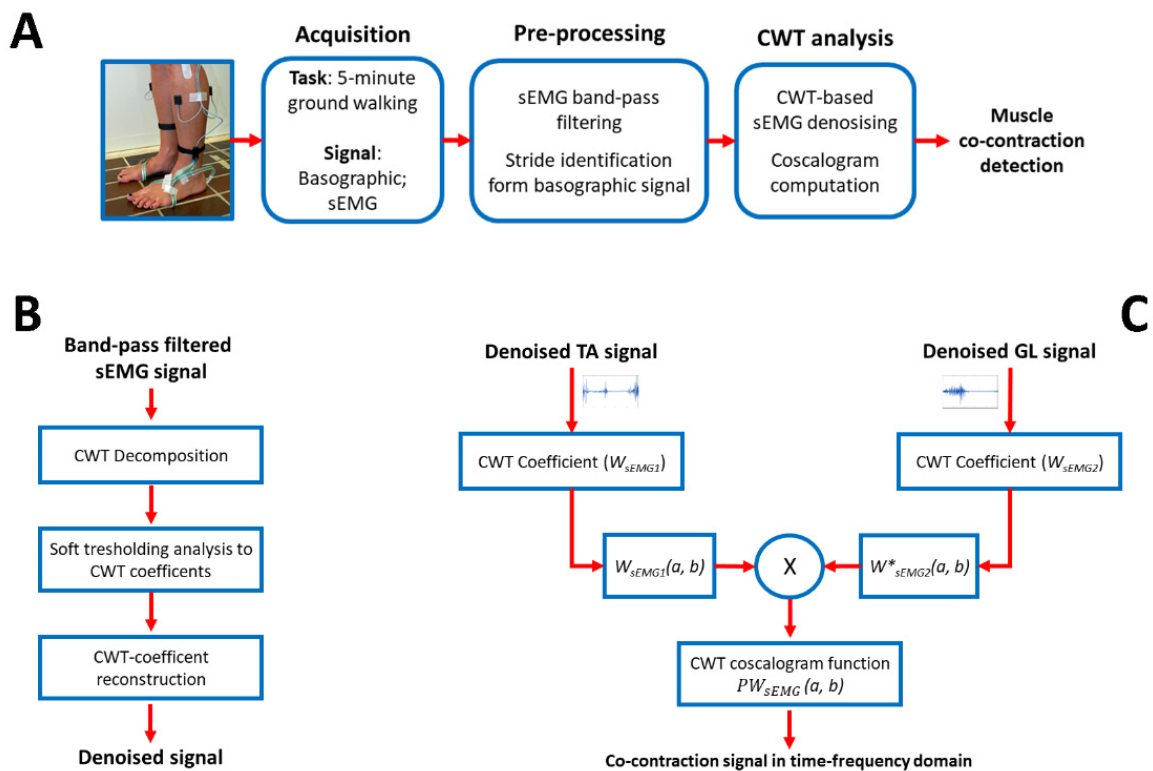 A
Acquisition
Task: 5-minute
ground walking
Signal:
Basographic;
sEMG
Pre-processing
sEMG band-pass
filtering
Stride identification
form basographic signal
CWT analysis
CWT-based
sEMG denosising
Coscalogram
computation
Muscle
co-contraction
detection
B
Band-pass filtered
sEMG signal
CWT Decomposition
Soft tresholding analysis to
CWT coefficents
CWT-coefficent
reconstruction
Denoised signal
C
Denoised TA signal
Denoised GL signal
CWT Coefficient (WsEMG1)
CWT Coefficient (WsEMG2)
WsEMG1(a, b)
X
W*sEMG2(a, b)
CWT coscalogram function
PWsEMG (a, b)
Co-contraction signal in time-frequency domain